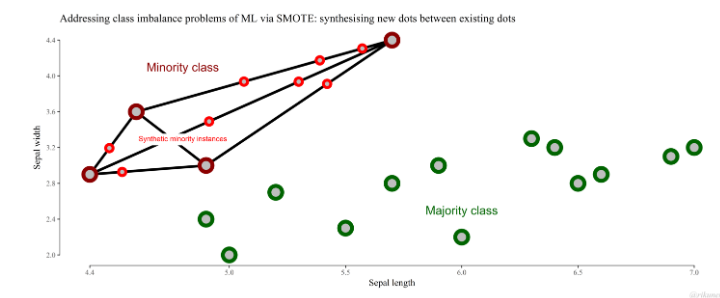 Addressing class imbalance problems of ML via SMOTE: synthesising new dots between existing dots
4.4
4.0
3.6
3.2
2.8
2.4
2.0
Sepal width
Minority class
Synthetic minority instances
Majority class
4.4 5.0 5.5 6.0 6.5 7.0
Sepal length